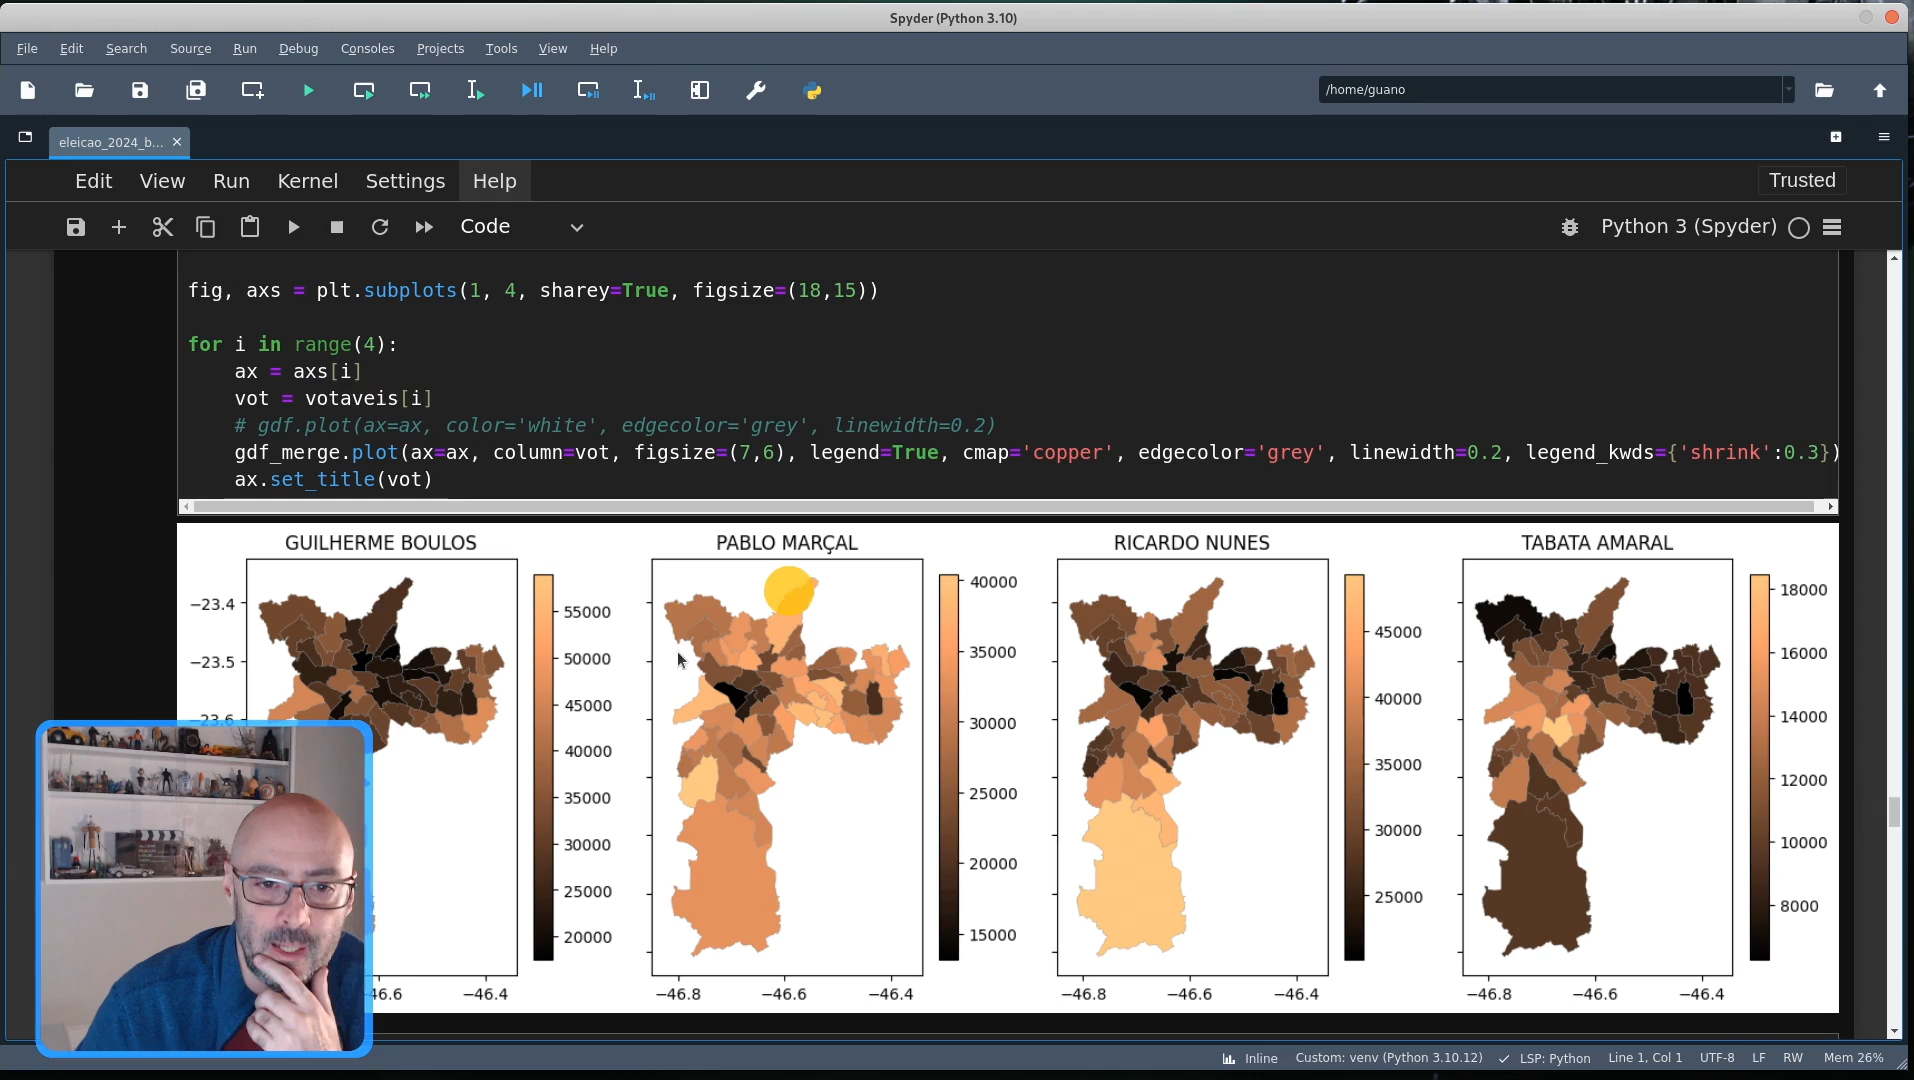 Spyder (Python 3.10)
File Edit Search Source Run Debug Consoles Projects Tools View Help
/home/guano
eleicao_2024_b...
Edit View Run Kernel Settings Help Trusted
Code Python 3 (Spyder)
fig, axs = plt.subplots(1, 4, sharey=True, figsize=(18,15))
for i in range(4):
ax = axs[i]
vot = votaveis[i]
# gdf.plot(ax=ax, color='white', edgecolor='grey', linewidth=0.2)
gdf_merge.plot(ax=ax, column=vot, figsize=(7,6), legend=True, cmap='copper', edgecolor='grey', linewidth=0.2, legend_kwds={'shrink':0.3})
ax.set_title(vot)
GUILHERME BOULOS
−23.4
−23.5
−23.6
55000
50000
45000
40000
35000
30000
25000
20000
46.6 −46.4
PABLO MARÇAL
40000
35000
30000
25000
20000
15000
−46.8 −46.6 −46.4
RICARDO NUNES
45000
40000
35000
30000
25000
−46.8 −46.6 −46.4
TABATA AMARAL
18000
16000
14000
12000
10000
8000
−46.8 −46.6 −46.4
Inline Custom: venv (Python 3.10.12) LSP: Python Line 1, Col 1 UTF-8 LF RW Mem 26%